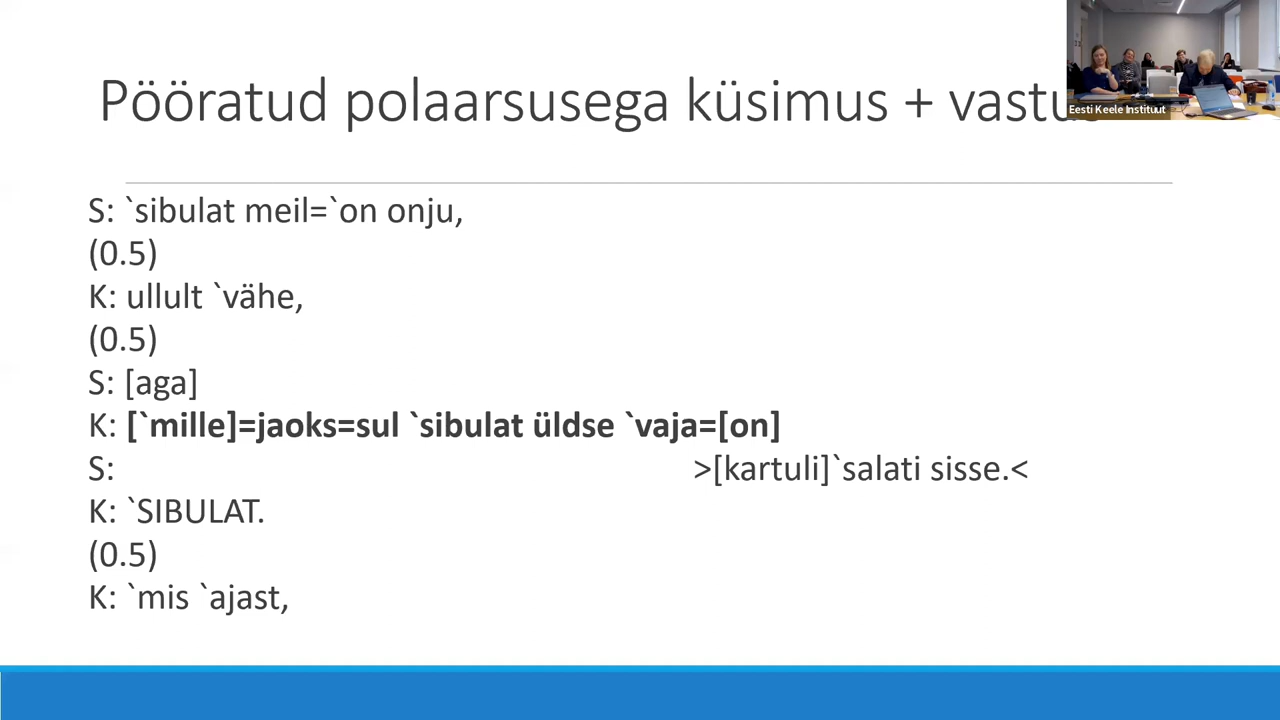 Pööratud polaarsusega küsimus + vastus
Eesti Keele Instituut
S: `sibulat meil=`on onju,
(0.5)
K: ullult `vähe,
(0.5)
S: [aga]
K: [`mille]=jaoks=sul `sibulat üldse `vaja=[on]
S: >[kartuli]`salati sisse.<
K: `SIBULAT.
(0.5)
K: `mis `ajast,